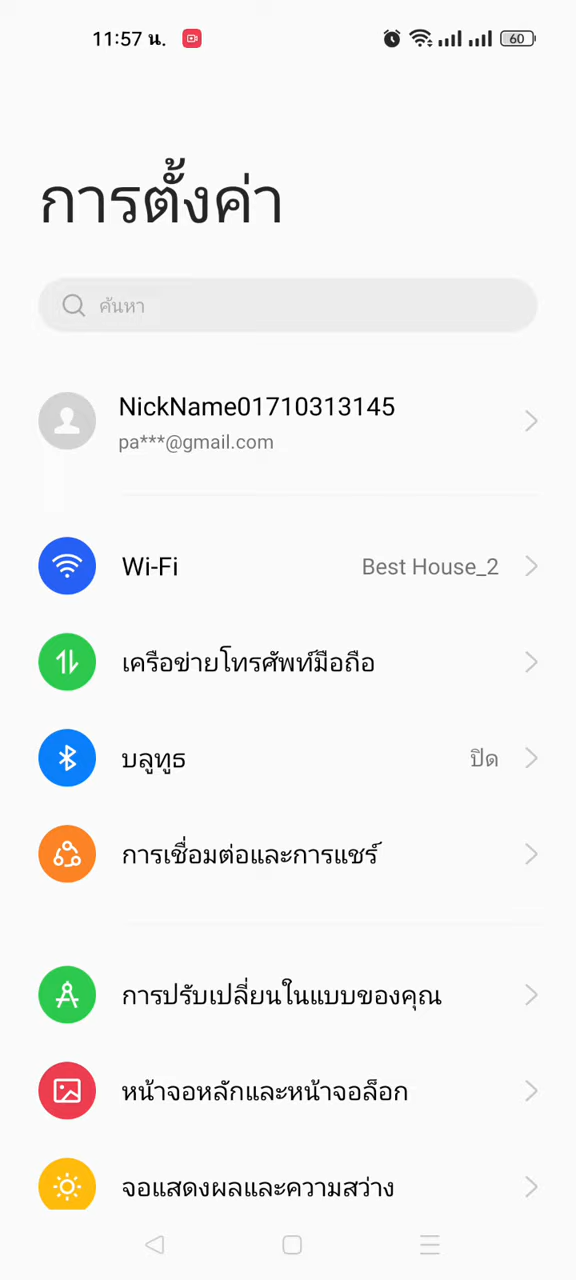 11:57 น.
60
การตั้งค่า
ค้นหา
NickName01710313145
pa***@gmail.com
Wi-Fi
Best House_2
เครือข่ายโทรศัพท์มือถือ
บลูทูธ
ปิด
การเชื่อมต่อและการแชร์
การปรับเปลี่ยนในแบบของคุณ
หน้าจอหลักและหน้าจอล็อก
จอแสดงผลและความสว่าง